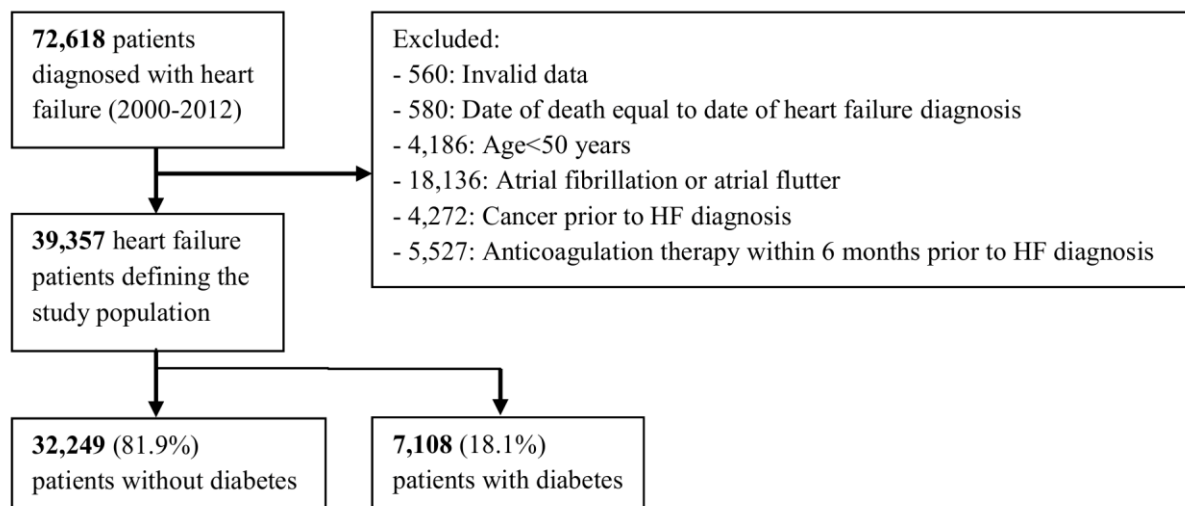 72,618 patients
diagnosed with heart
failure (2000-2012)
Excluded:
- 560: Invalid data
- 580: Date of death equal to date of heart failure diagnosis
- 4,186: Age<50 years
- 18,136: Atrial fibrillation or atrial flutter
- 4,272: Cancer prior to HF diagnosis
- 5,527: Anticoagulation therapy within 6 months prior to HF diagnosis
39,357 heart failure
patients defining the
study population
32,249 (81.9%)
patients without diabetes
7,108 (18.1%)
patients with diabetes